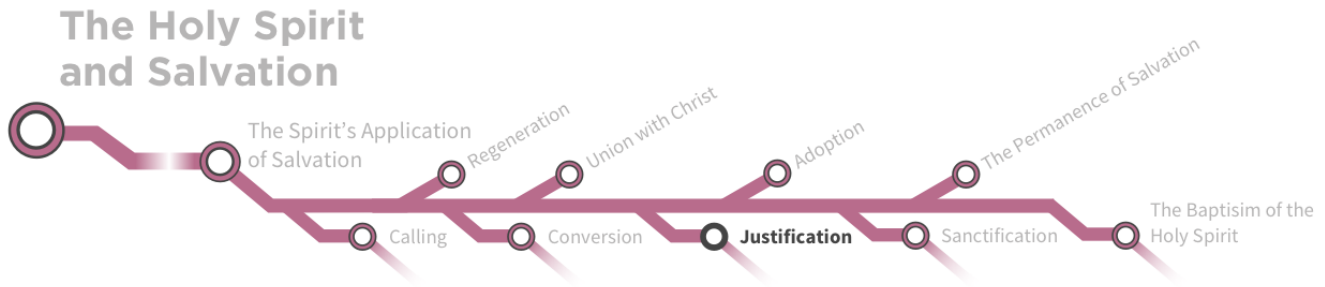 The Holy Spirit
and Salvation
The Spirit's Application
of Salvation
Regeneration
Union with Christ
Adoption
The Permanence of Salvation
Calling
Conversion
Justification
Sanctification
The Baptisim of the
Holy Spirit